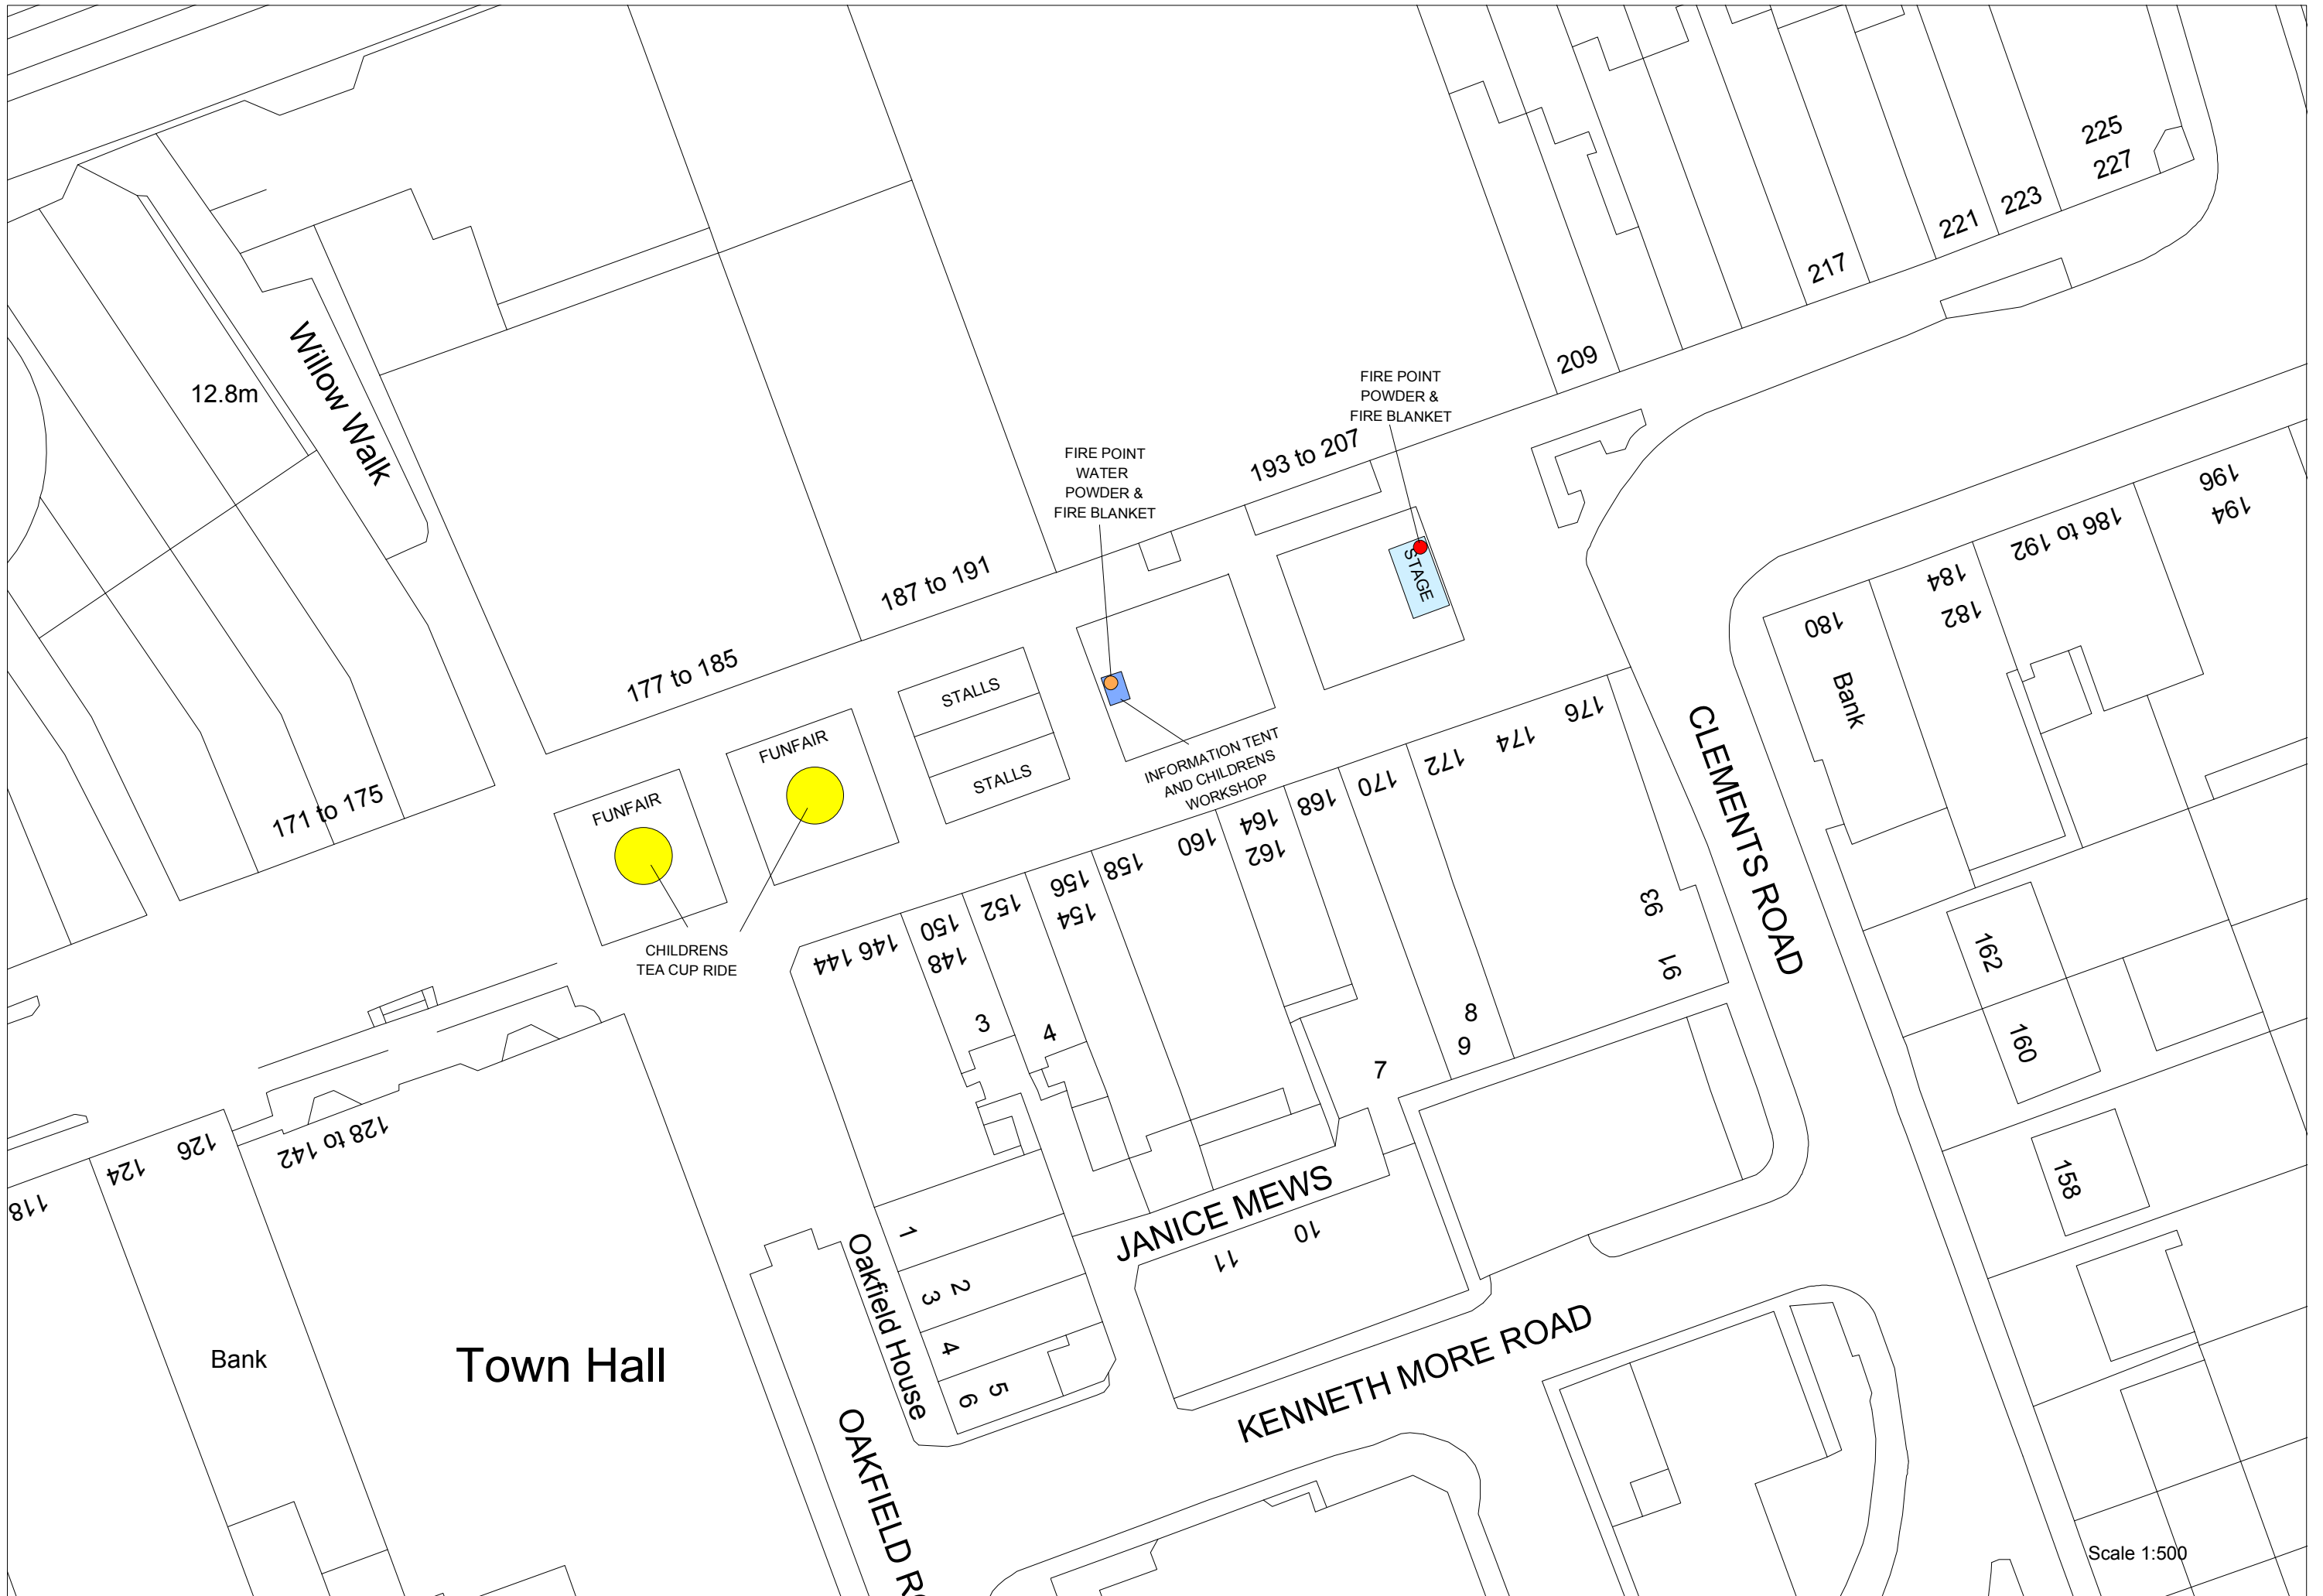 225
227
223
221
217
209
Willow Walk
12.8m
FIRE POINT
POWDER &
FIRE BLANKET
FIRE POINT
WATER
POWDER &
FIRE BLANKET
193 to 207
STAGE
187 to 191
177 to 185
171 to 175
STALLS
STALLS
FUNFAIR
FUNFAIR
CHILDRENS
TEA CUP RIDE
INFORMATION TENT
AND CHILDRENS
WORKSHOP
196
194
186 to 192
184
182
180
Bank
CLEMENTS ROAD
176
174
172
170
168
164
162
160
158
156
154
152
150
148
146 144
93
91
3
4
8
9
7
162
160
158
128 to 142
126
124
118
JANICE MEWS
10
11
1
2
3
4
5
6
Oakfield House
Bank
Town Hall
KENNETH MORE ROAD
OAKFIELD RO
Scale 1:500